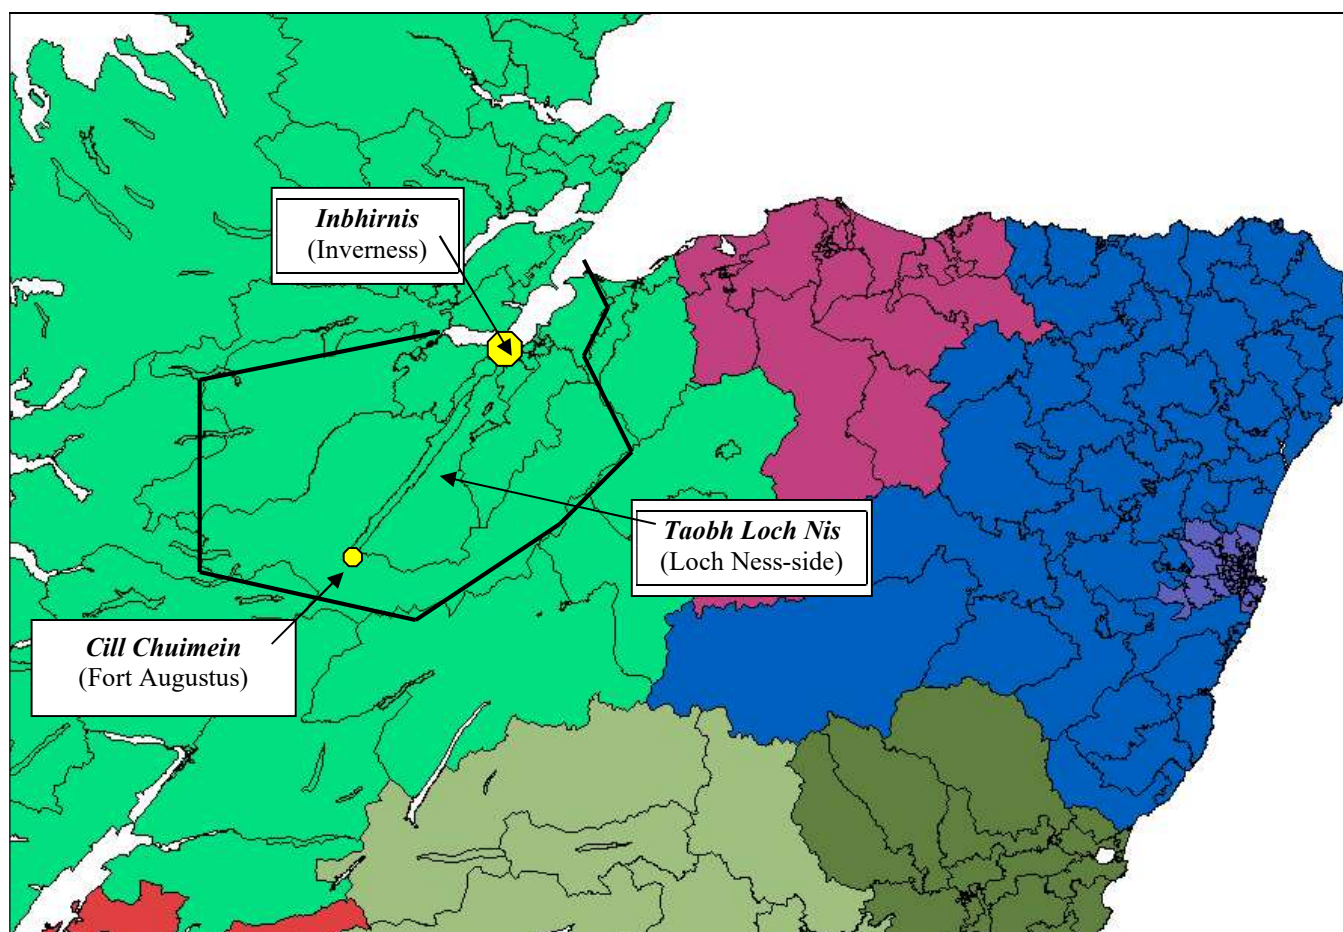 Inbhirnis
(Inverness)
Taobh Loch Nis
(Loch Ness-side)
Cill Chuimein
(Fort Augustus)